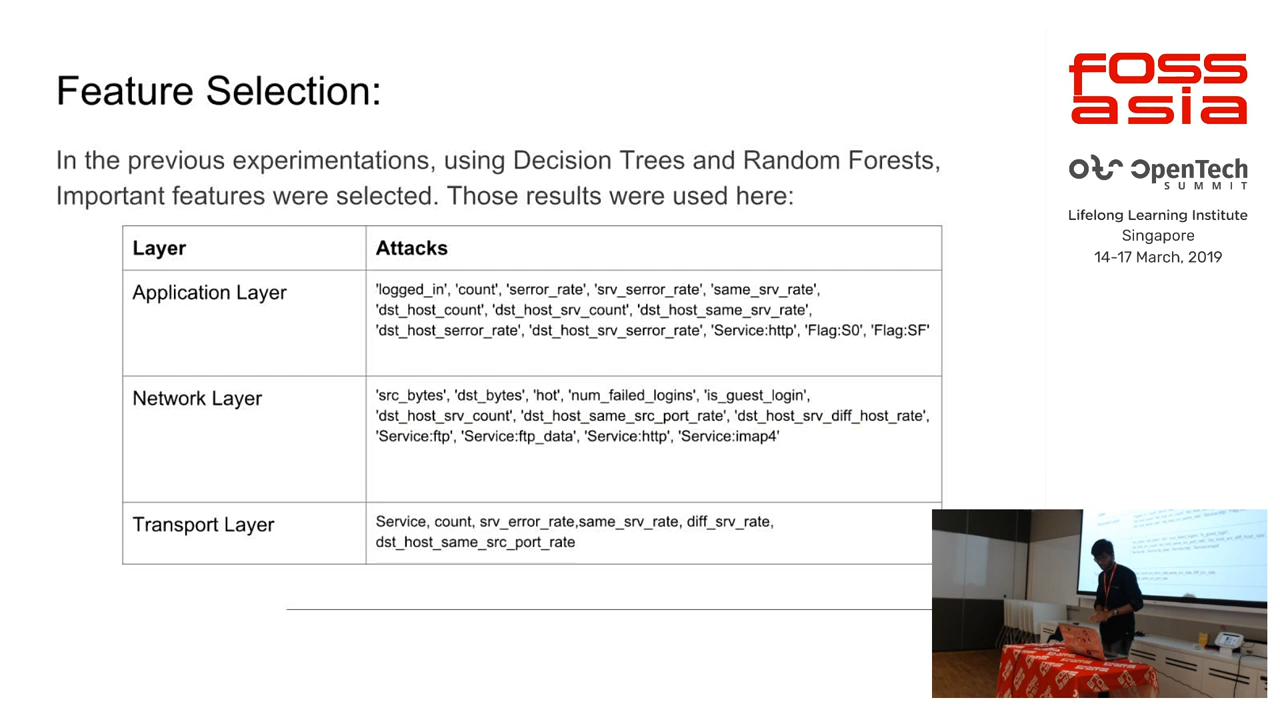 Feature Selection:
In the previous experimentations, using Decision Trees and Random Forests,
Important features were selected. Those results were used here:
Layer Attacks
Application Layer 'logged_in', 'count', 'serror_rate', 'srv_serror_rate', 'same_srv_rate',
'dst_host_count', 'dst_host_srv_count', 'dst_host_same_srv_rate',
'dst_host_serror_rate', 'dst_host_srv_serror_rate', 'Service:http', 'Flag:S0', 'Flag:SF'
Network Layer 'src_bytes', 'dst_bytes', 'hot', 'num_failed_logins', 'is_guest_login',
'dst_host_srv_count', 'dst_host_same_src_port_rate', 'dst_host_srv_diff_host_rate',
'Service:ftp', 'Service:ftp_data', 'Service:http', 'Service:imap4'
Transport Layer Service, count, srv_error_rate,same_srv_rate, diff_srv_rate,
dst_host_same_src_port_rate
fOSS
asia
OpenTech
SUMMIT
Lifelong Learning Institute
Singapore
14-17 March, 2019